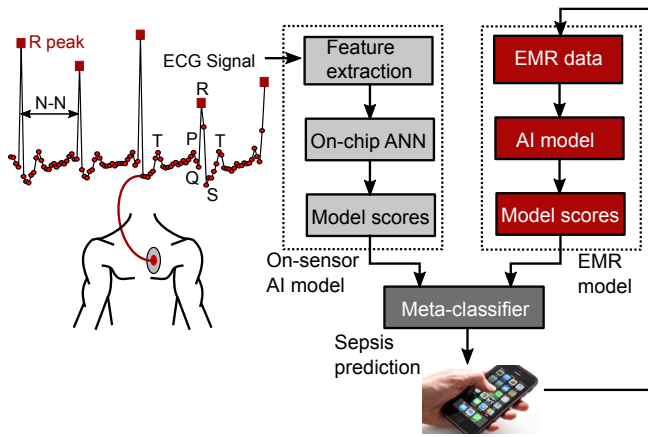 R peak
N-N
T
P
Q
R
S
T
ECG Signal
Feature
extraction
On-chip ANN
Model scores
On-sensor
AI model
EMR data
AI model
Model scores
EMR
model
Meta-classifier
Sepsis
prediction